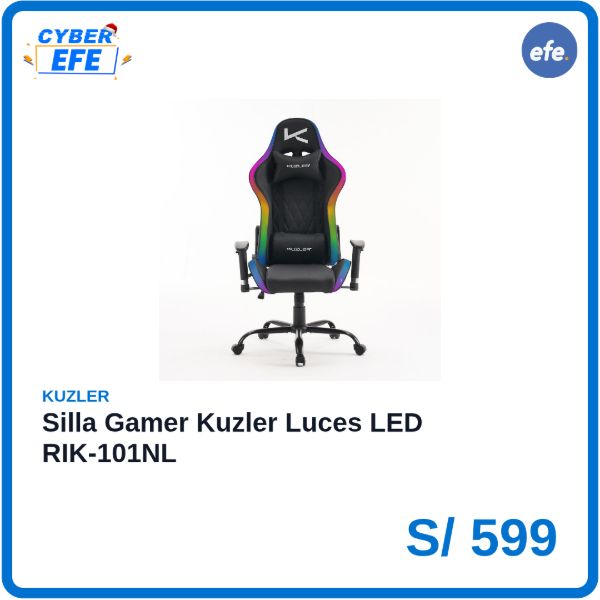 CYBER
EFE
efe.
KUZLER
KUZLER
KUZLER
Silla Gamer Kuzler Luces LED
RIK-101NL
S/ 599